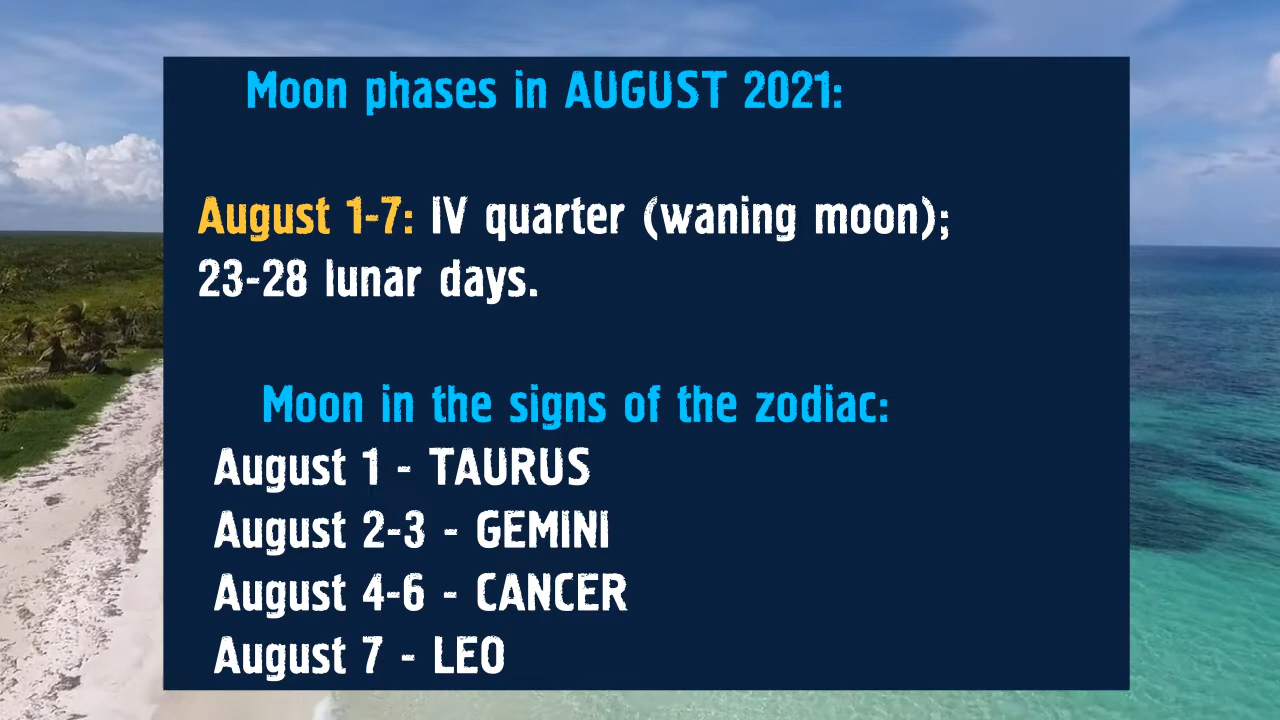 Moon phases in AUGUST 2021:
August 1-7: IV quarter (waning moon);
23-28 lunar days.
Moon in the signs of the zodiac:
August 1 - TAURUS
August 2-3 - GEMINI
August 4-6 - CANCER
August 7 - LEO